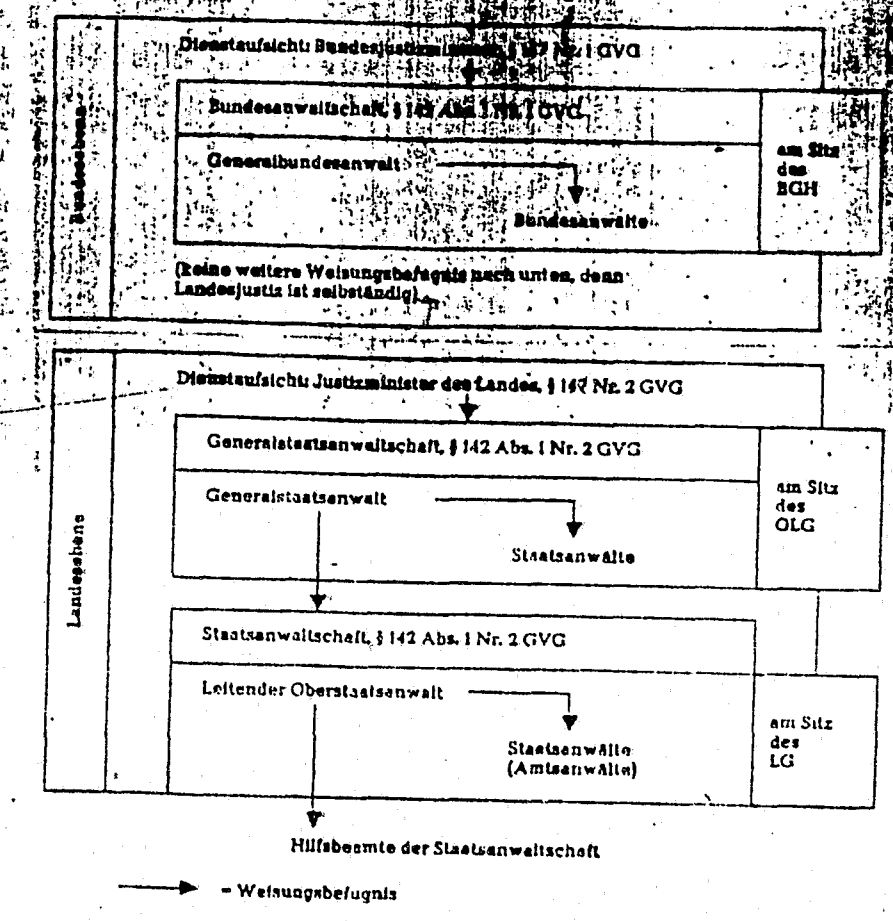 Bundesebene
Dienstaufsicht: Bundesjustizminister, § 147 Nr. 1 GVG
Bundesanwaltschaft, § 142 Abs. 1 Nr. 1 GVG
Generalbundesanwalt
Bundesanwälte
am Sitz
des
BGH
(keine weitere Weisungsbefugnis nach unten, denn
Landesjustiz ist selbständig)
Landesebene
Dienstaufsicht: Justizminister des Landes, § 147 Nr. 2 GVG
Generalstaatsanwaltschaft, § 142 Abs. 1 Nr. 2 GVG
Generalstaatsanwalt
Staatsanwälte
am Sitz
des
OLG
Staatsanwaltschaft, § 142 Abs. 1 Nr. 2 GVG
Leitender Oberstaatsanwalt
Staatsanwälte
(Amtsanwälte)
am Sitz
des
LG
Hilfsbeamte der Staatsanwaltschaft
= Weisungsbefugnis